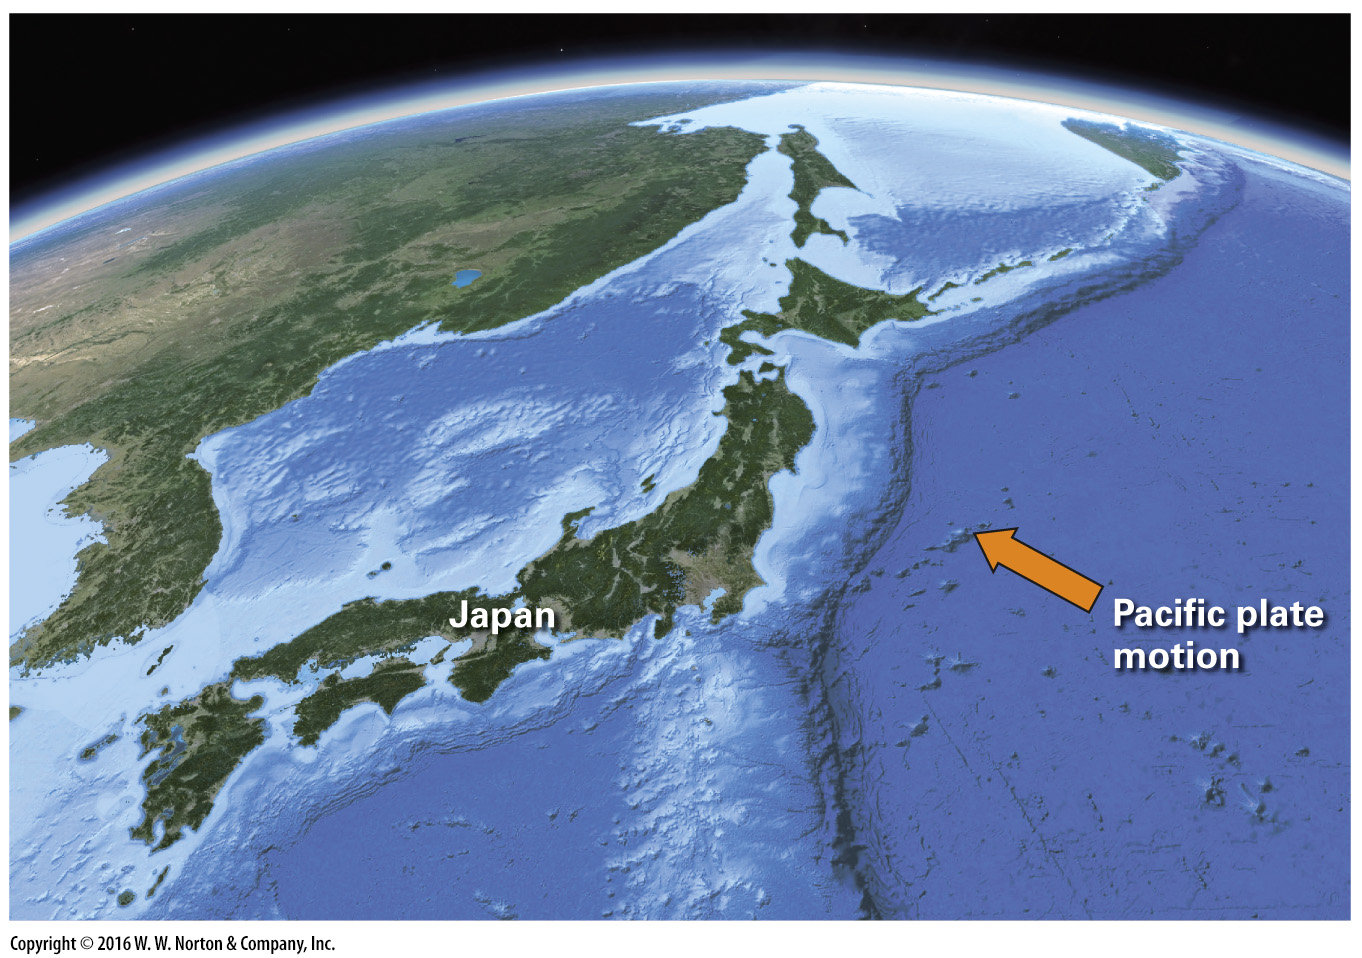 Japan
Pacific plate
motion
Copyright © 2016 W. W. Norton & Company, Inc.